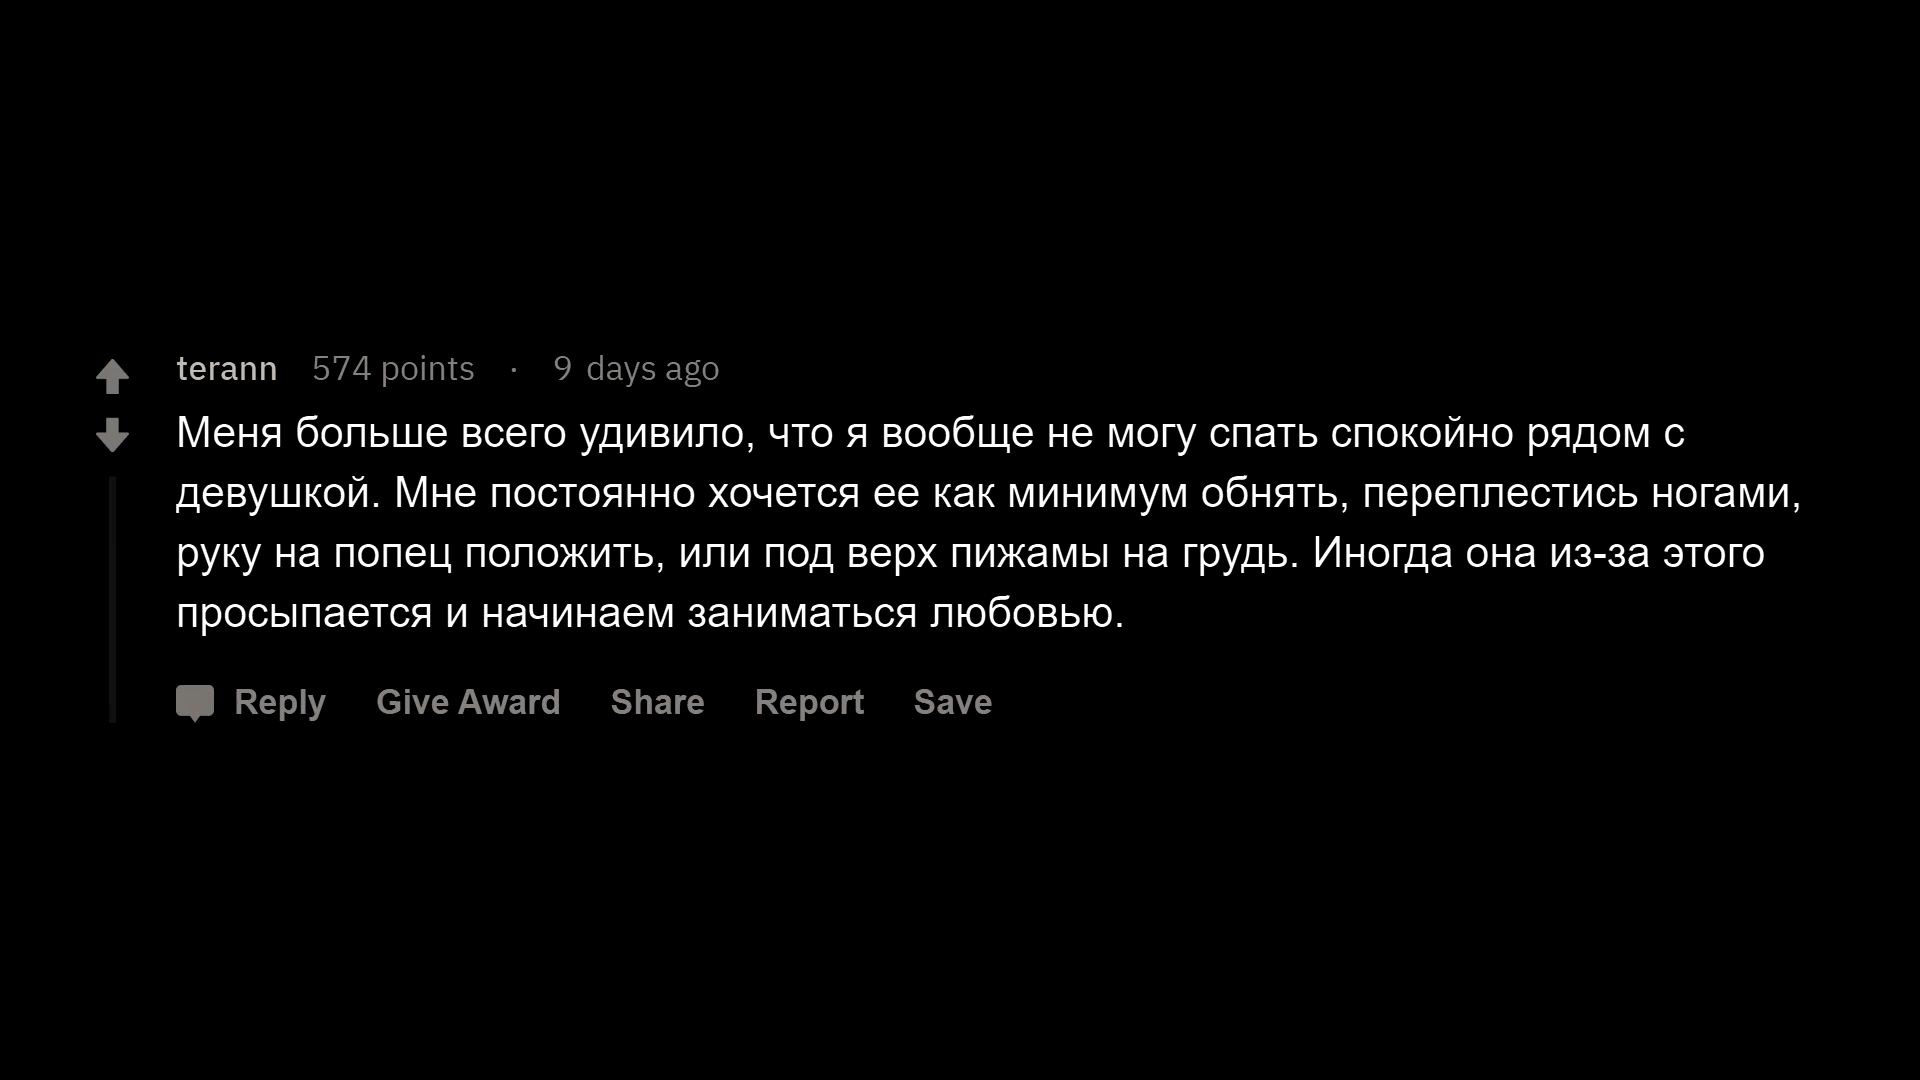 terann 574 points · 9 days ago
Меня больше всего удивило, что я вообще не могу спать спокойно рядом с
девушкой. Мне постоянно хочется ее как минимум обнять, переплестись ногами,
руку на попец положить, или под верх пижамы на грудь. Иногда она из-за этого
просыпается и начинаем заниматься любовью.
Reply Give Award Share Report Save